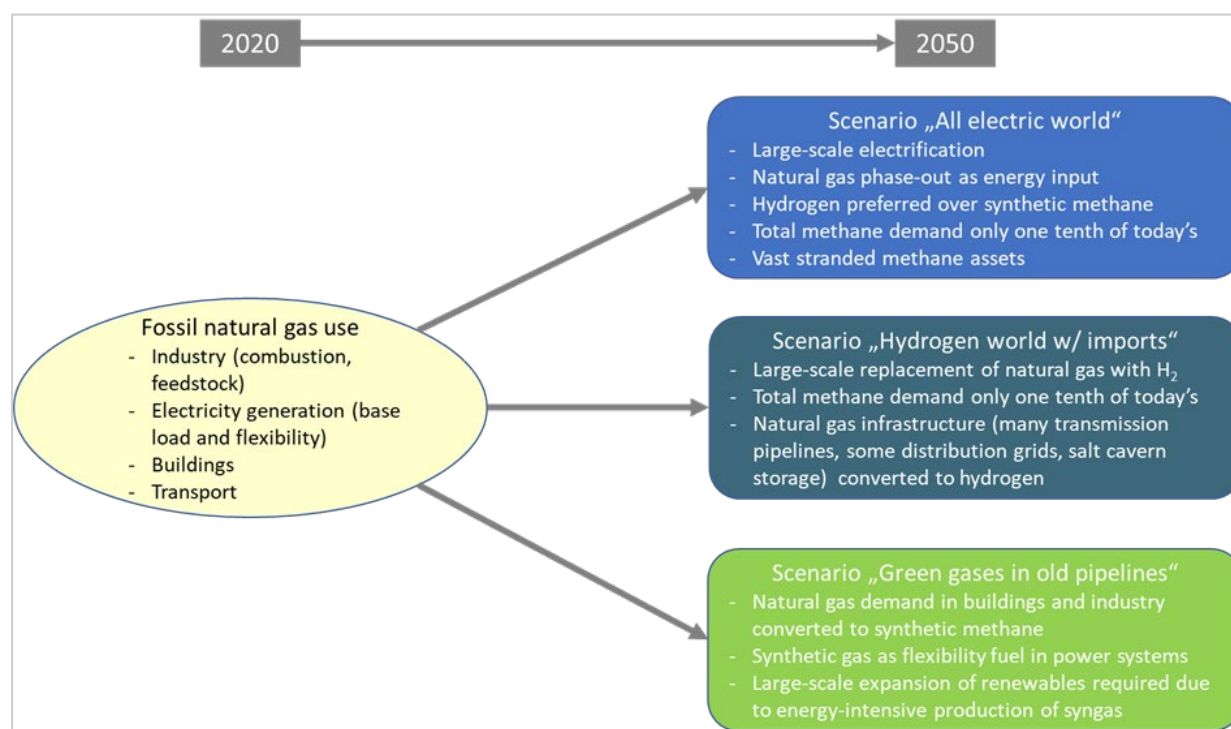 2020
2050
Scenario „All electric world“
- Large-scale electrification
- Natural gas phase-out as energy input
- Hydrogen preferred over synthetic methane
- Total methane demand only one tenth of today's
- Vast stranded methane assets
Fossil natural gas use
- Industry (combustion,
feedstock)
- Electricity generation (base
load and flexibility)
- Buildings
- Transport
Scenario „Hydrogen world w/ imports“
- Large-scale replacement of natural gas with H₂
- Total methane demand only one tenth of today's
- Natural gas infrastructure (many transmission
pipelines, some distribution grids, salt cavern
storage) converted to hydrogen
Scenario „Green gases in old pipelines“
- Natural gas demand in buildings and industry
converted to synthetic methane
- Synthetic gas as flexibility fuel in power systems
- Large-scale expansion of renewables required due
to energy-intensive production of syngas